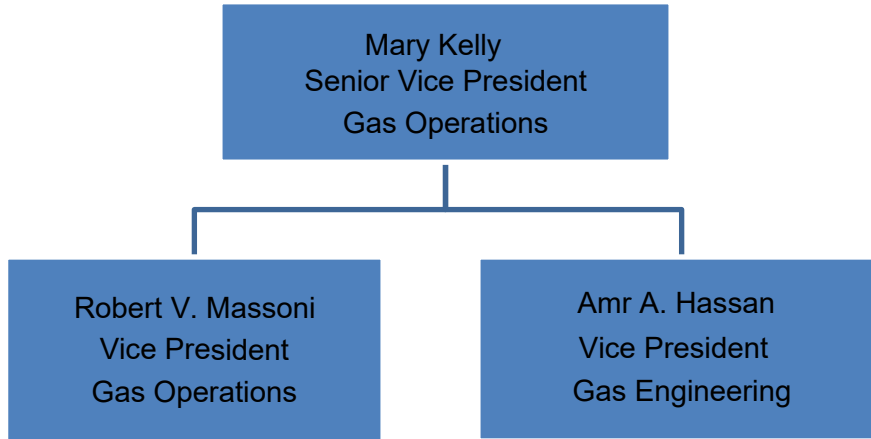 Mary Kelly
Senior Vice President
Gas Operations
Robert V. Massoni
Vice President
Gas Operations
Amr A. Hassan
Vice President
Gas Engineering